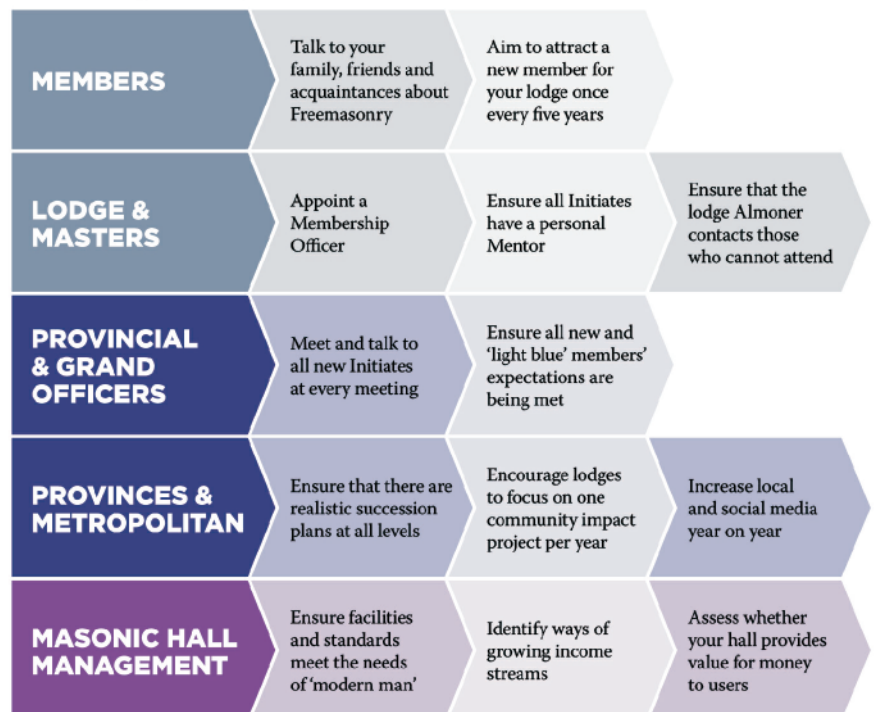 MEMBERS
Talk to your
family, friends and
acquaintances about
Freemasonry
Aim to attract a
new member for
your lodge once
every five years
LODGE &
MASTERS
Appoint a
Membership
Officer
Ensure all Initiates
have a personal
Mentor
Ensure that the
lodge Almoner
contacts those
who cannot attend
PROVINCIAL
& GRAND
OFFICERS
Meet and talk to
all new Initiates
at every meeting
Ensure all new and
‘light blue’ members’
expectations are
being met
PROVINCES &
METROPOLITAN
Ensure that there are
realistic succession
plans at all levels
Encourage lodges
to focus on one
community impact
project per year
Increase local
and social media
year on year
MASONIC HALL
MANAGEMENT
Ensure facilities
and standards
meet the needs
of ‘modern man’
Identify ways of
growing income
streams
Assess whether
your hall provides
value for money
to users